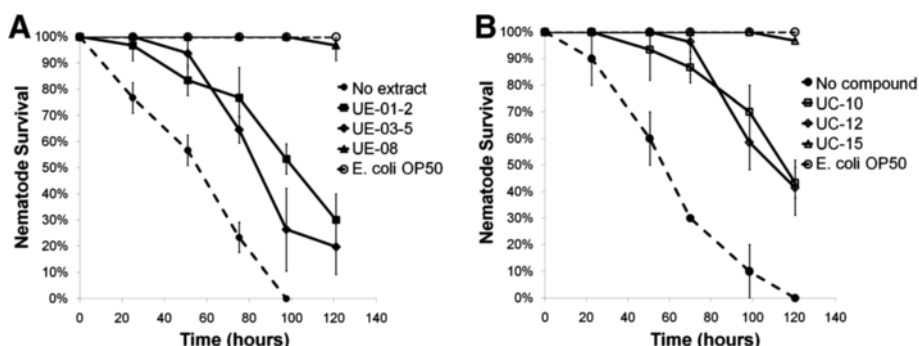 A
100%
90%
80%
70%
60%
50%
40%
30%
20%
10%
0%
Nematode Survival
0 20 40 60 80 100 120 140
Time (hours)
No extract
UE-01-2
UE-03-5
UE-08
E. coli OP50
B
100%
90%
80%
70%
60%
50%
40%
30%
20%
10%
0%
Nematode Survival
0 20 40 60 80 100 120 140
Time (hours)
No compound
UC-10
UC-12
UC-15
E. coli OP50